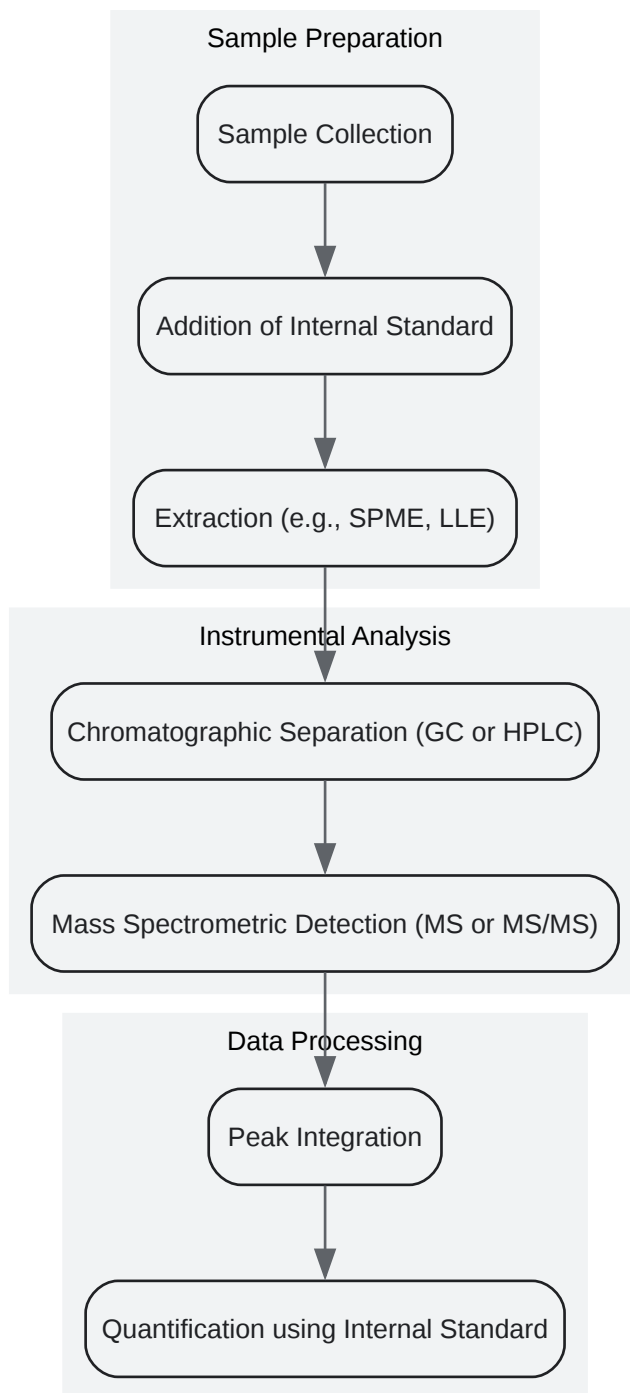 Sample Preparation
Sample Collection
Addition of Internal Standard
Extraction (e.g., SPME, LLE)
Instrumental Analysis
Chromatographic Separation (GC or HPLC)
Mass Spectrometric Detection (MS or MS/MS)
Data Processing
Peak Integration
Quantification using Internal Standard